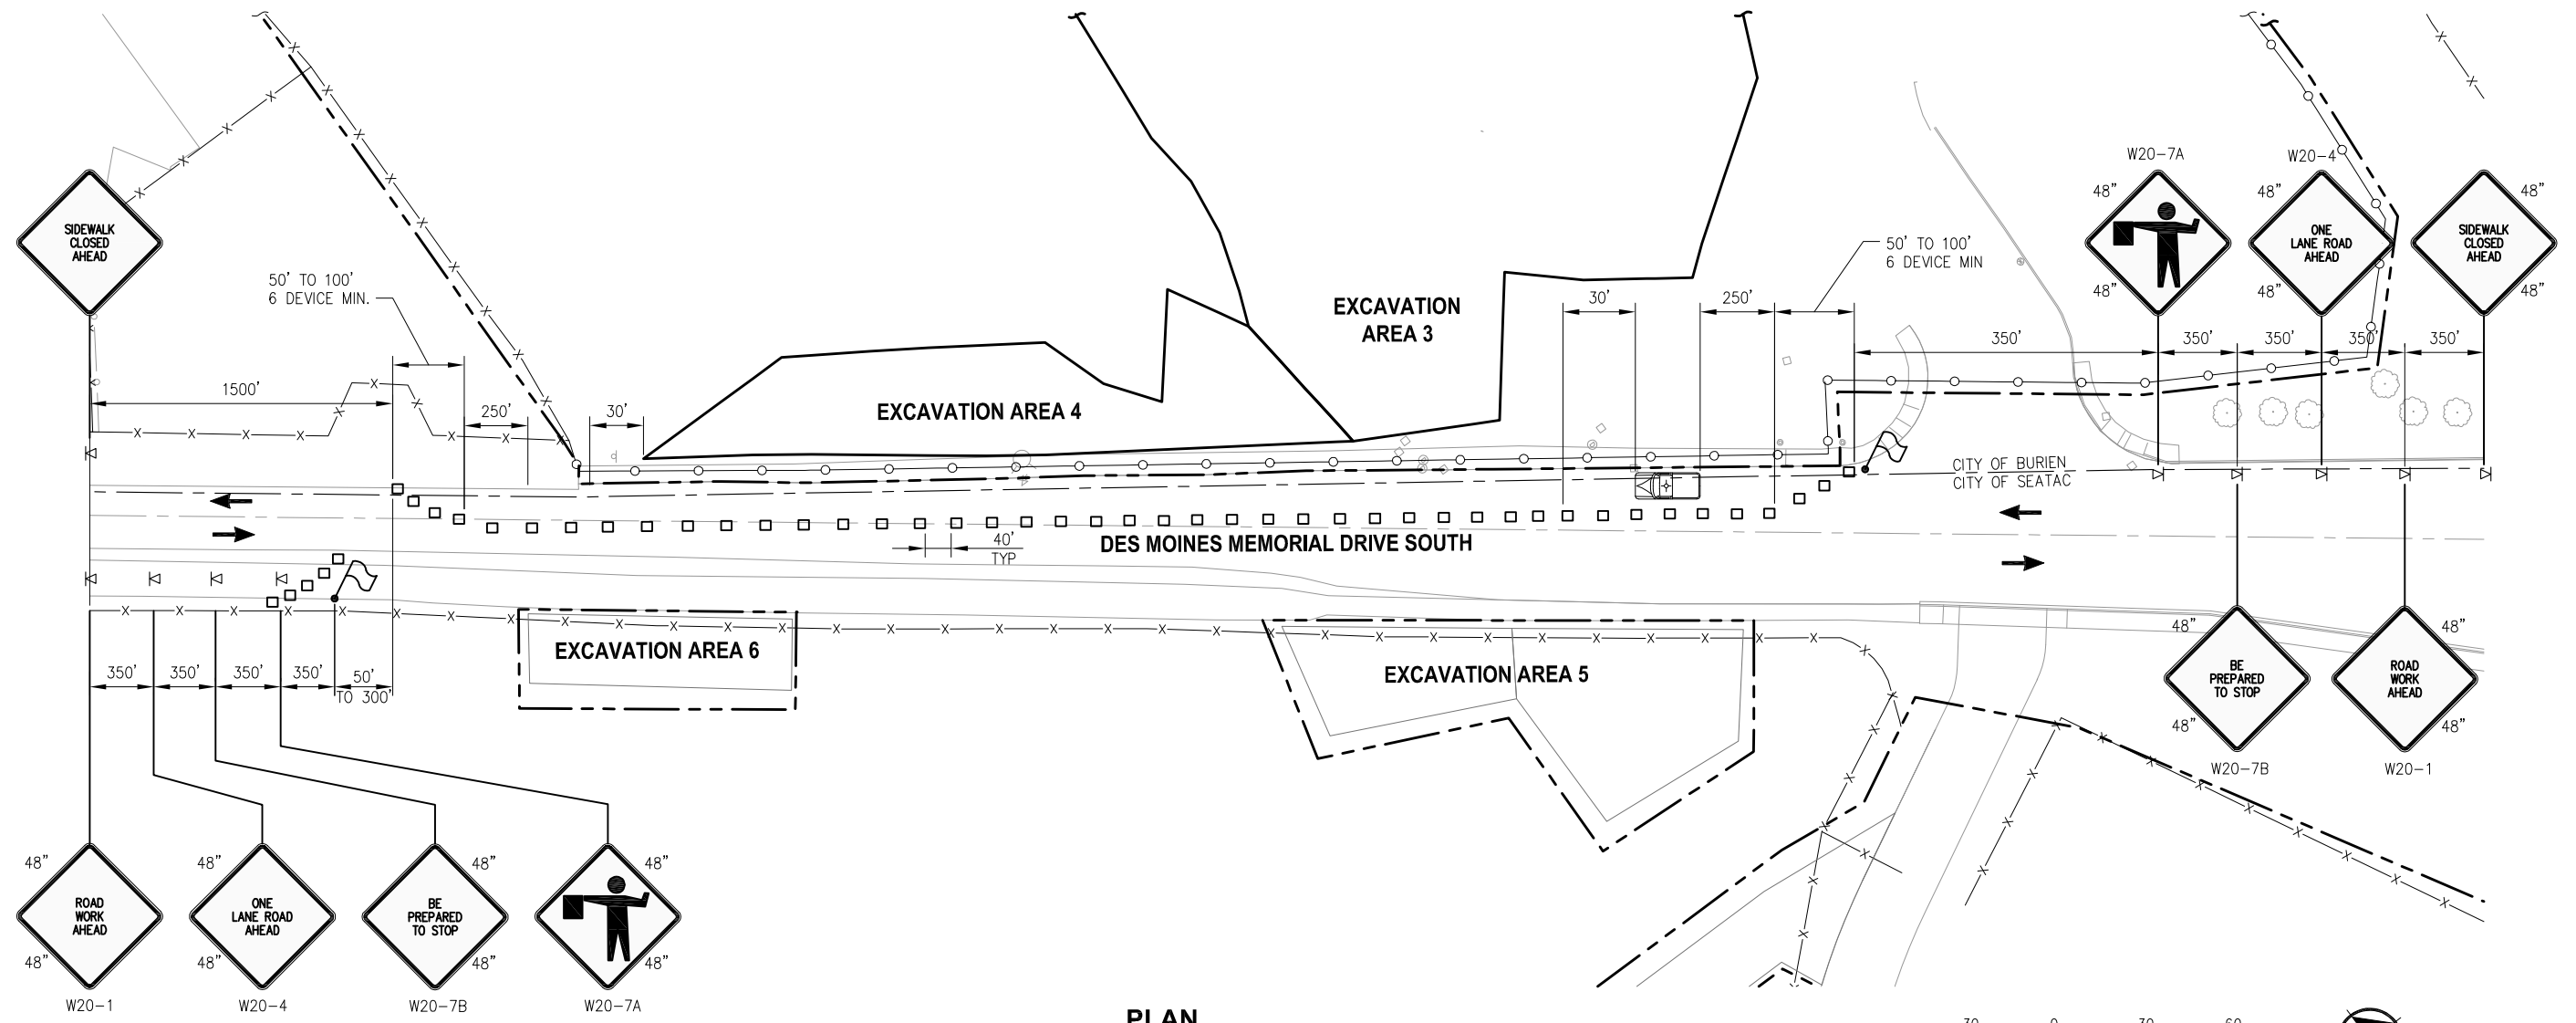 W20-7A
W20-4
SIDEWALK
CLOSED
AHEAD
48"
48"
ONE
LANE ROAD
AHEAD
48"
48"
SIDEWALK
CLOSED
AHEAD
48"
48"
50' TO 100'
6 DEVICE MIN.
50' TO 100'
6 DEVICE MIN
EXCAVATION
AREA 3
30'
250'
350'
350'
350'
350'
350'
1500'
250'
30'
EXCAVATION AREA 4
CITY OF BURIEN
CITY OF SEATAC
40'
TYP
DES MOINES MEMORIAL DRIVE SOUTH
EXCAVATION AREA 6
EXCAVATION AREA 5
350'
350'
350'
350'
50'
TO 300'
48"
BE
PREPARED
TO STOP
48"
W20-7B
48"
ROAD
WORK
AHEAD
48"
W20-1
48"
ROAD
WORK
AHEAD
48"
W20-1
48"
ONE
LANE ROAD
AHEAD
48"
W20-4
48"
BE
PREPARED
TO STOP
48"
W20-7B
48"
48"
W20-7A
PLAN
30 0 30 60